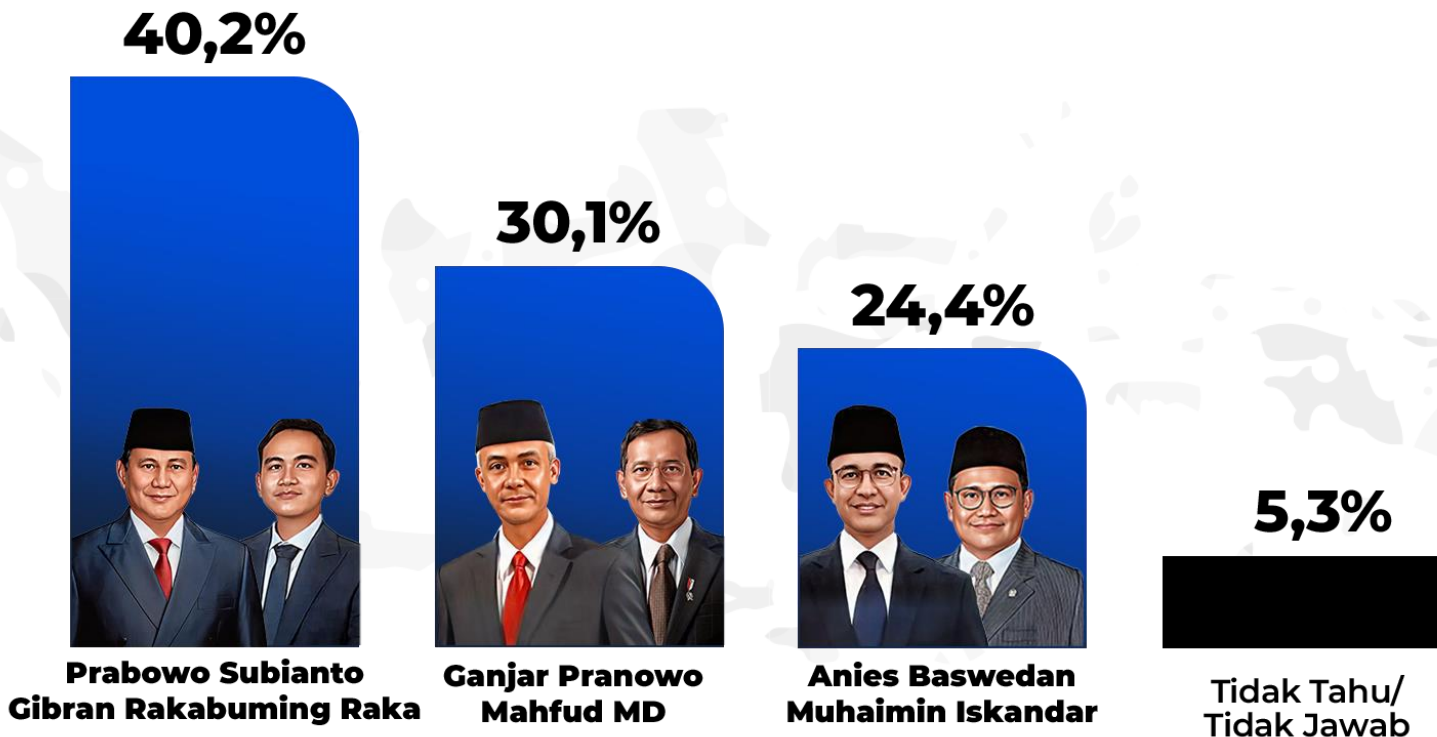 40,2%
Prabowo Subianto
Gibran Rakabuming Raka
30,1%
Ganjar Pranowo
Mahfud MD
24,4%
Anies Baswedan
Muhaimin Iskandar
5,3%
Tidak Tahu/
Tidak Jawab